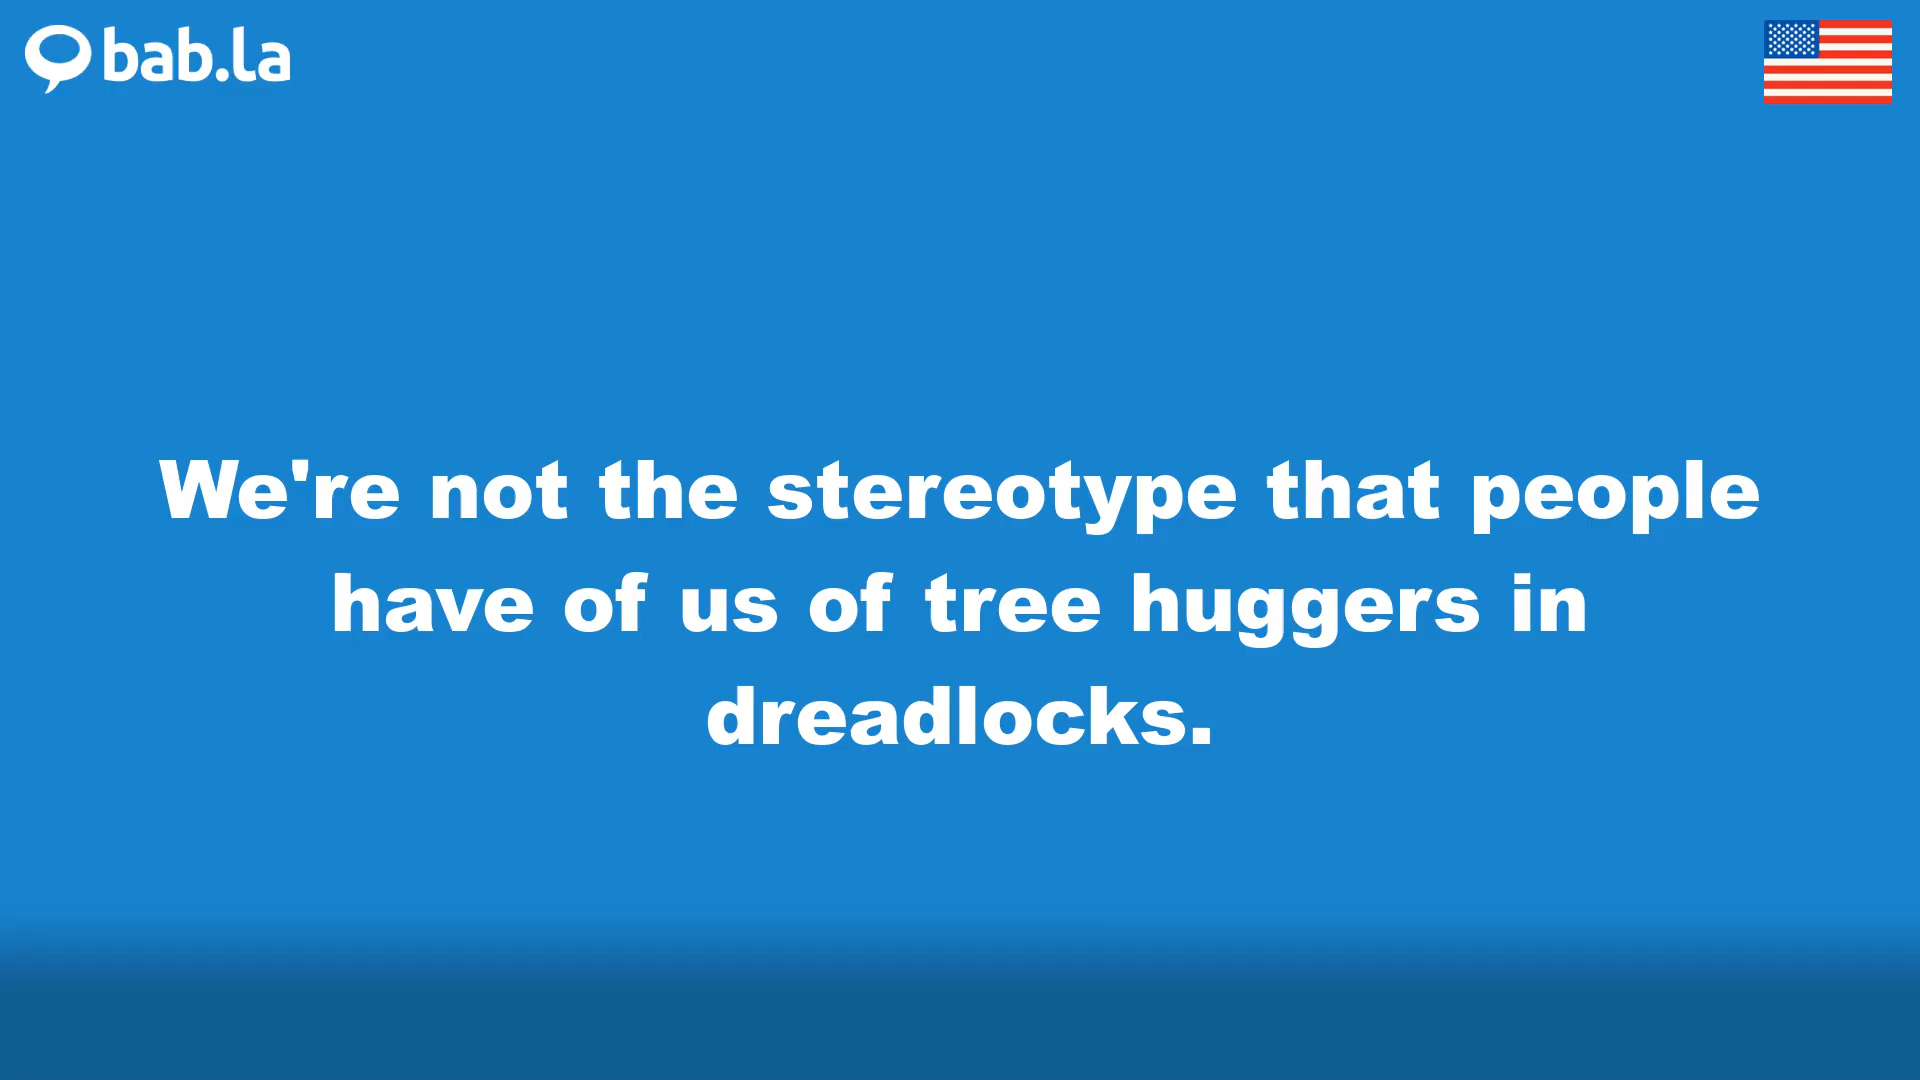 bab.la
We're not the stereotype that people
have of us of tree huggers in
dreadlocks.